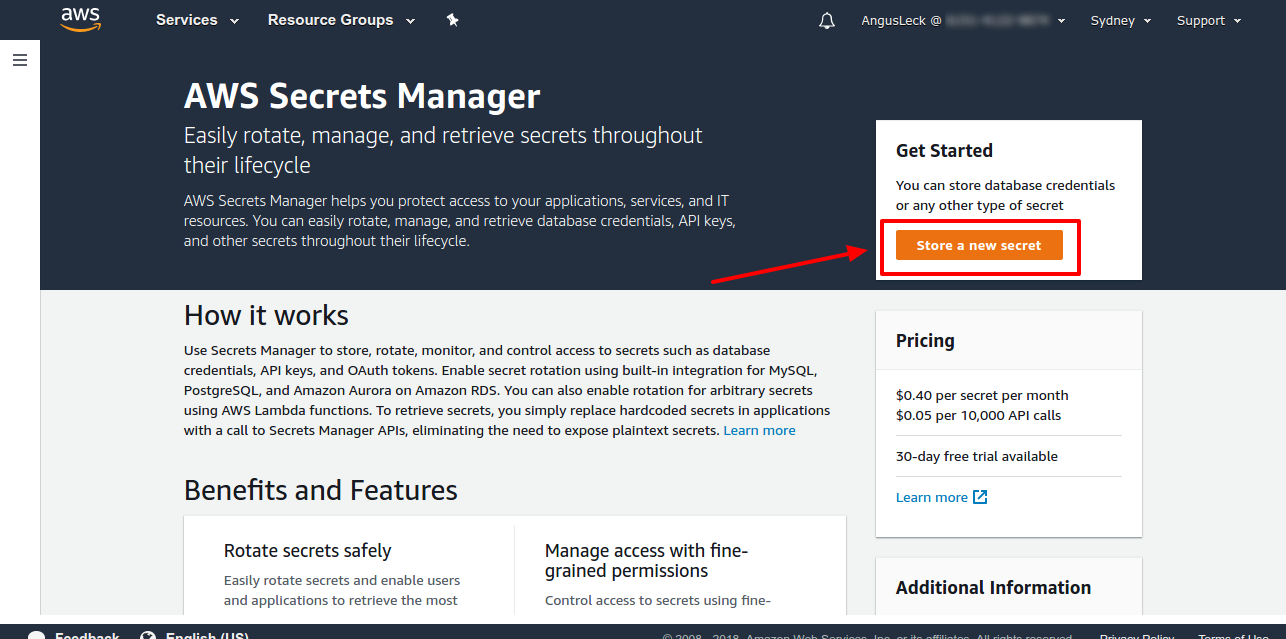 aws
Services
Resource Groups
AngusLeck @
Sydney
Support
AWS Secrets Manager
Easily rotate, manage, and retrieve secrets throughout
their lifecycle
AWS Secrets Manager helps you protect access to your applications, services, and IT
resources. You can easily rotate, manage, and retrieve database credentials, API keys,
and other secrets throughout their lifecycle.
Get Started
You can store database credentials
or any other type of secret
Store a new secret
How it works
Use Secrets Manager to store, rotate, monitor, and control access to secrets such as database
credentials, API keys, and OAuth tokens. Enable secret rotation using built-in integration for MySQL,
PostgreSQL, and Amazon Aurora on Amazon RDS. You can also enable rotation for arbitrary secrets
using AWS Lambda functions. To retrieve secrets, you simply replace hardcoded secrets in applications
with a call to Secrets Manager APIs, eliminating the need to expose plaintext secrets. Learn more
Pricing
$0.40 per secret per month
$0.05 per 10,000 API calls
30-day free trial available
Learn more
Benefits and Features
Rotate secrets safely
Easily rotate secrets and enable users
and applications to retrieve the most
Manage access with fine-
grained permissions
Control access to secrets using fine-
Additional Information
Feedback
English (US)
© 2008 - 2018, Amazon Web Services, Inc. or its affiliates. All rights reserved.
Privacy Policy
Terms of Use